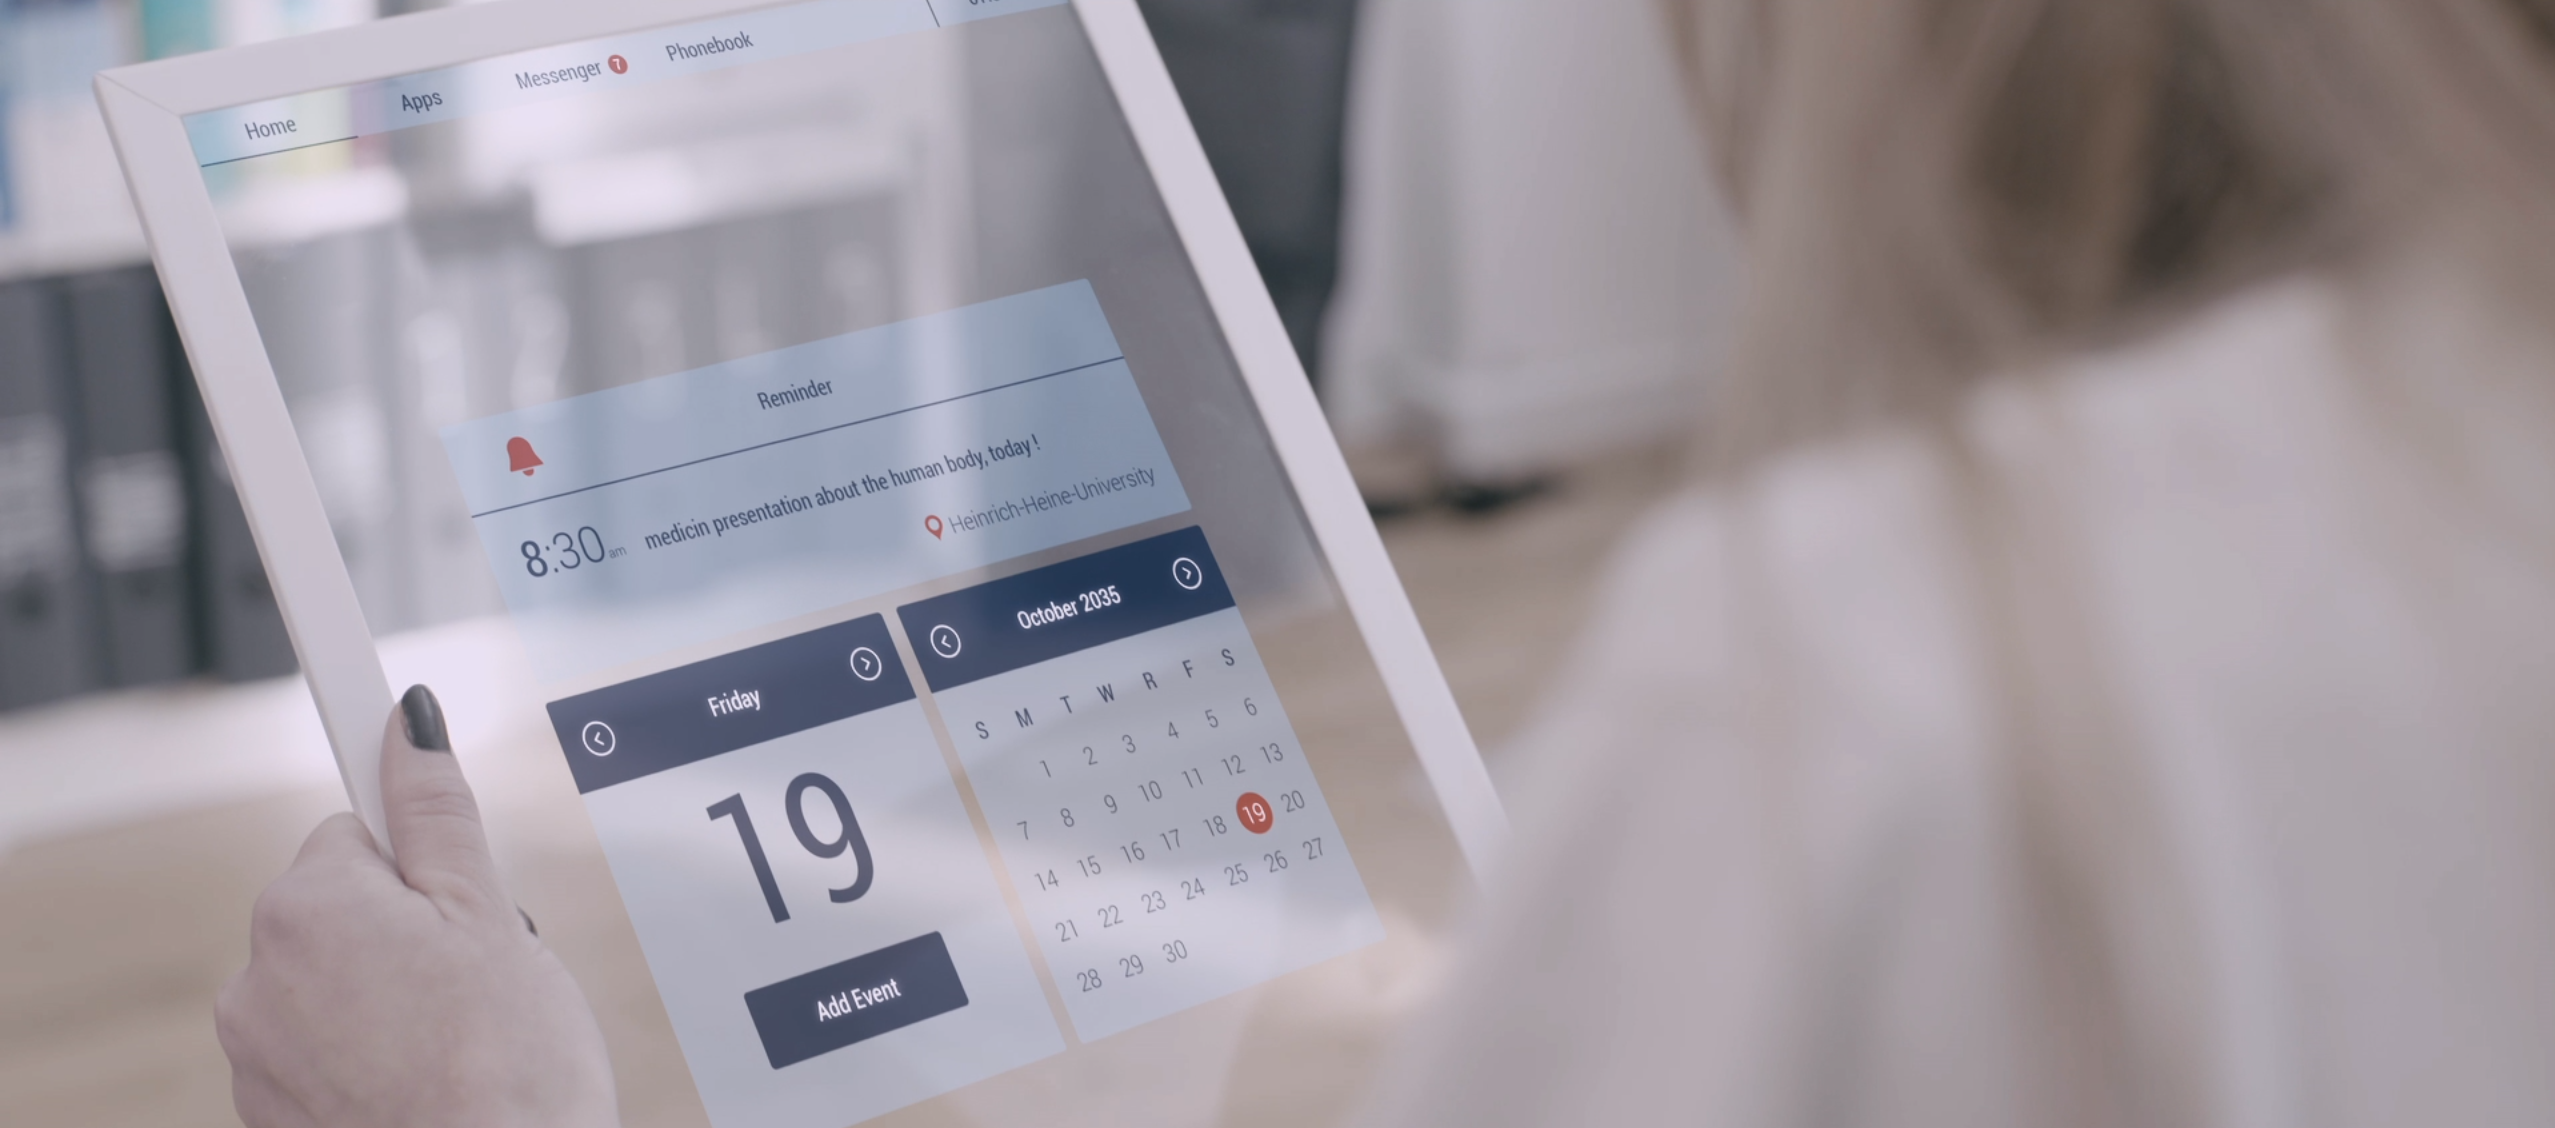 Home Apps Messenger 7 Phonebook
Reminder
8:30 am medicin presentation about the human body, today !
Heinrich-Heine-University
Friday
19
Add Event
October 2035
S M T W R F S
1 2 3 4 5 6
7 8 9 10 11 12 13
14 15 16 17 18 19 20
21 22 23 24 25 26 27
28 29 30